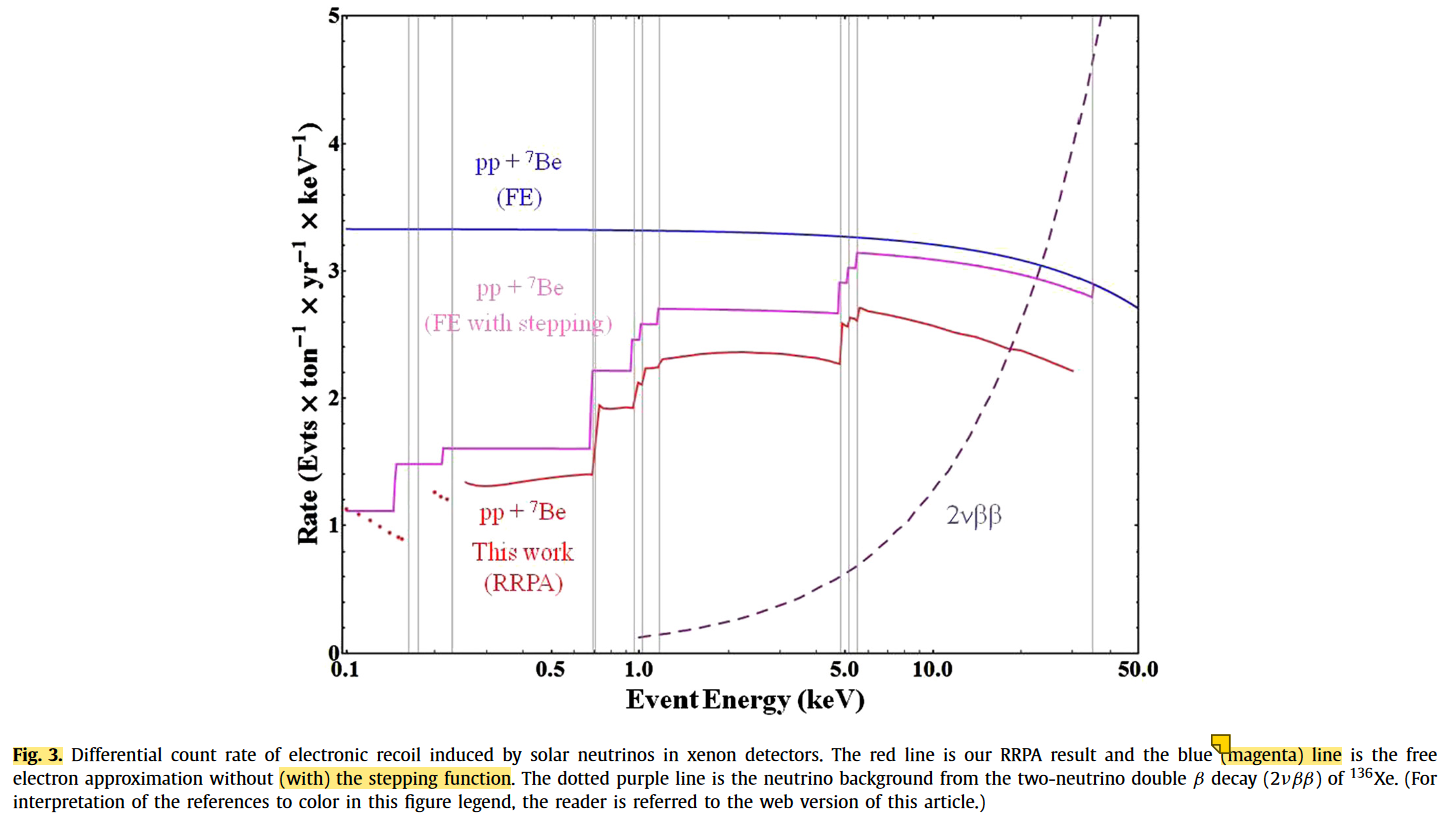 5
4
3
2
1
0
Rate (Evts × ton⁻¹ × yr⁻¹ × keV⁻¹)
pp + ⁷Be
(FE)
pp + ⁷Be
(FE with stepping)
pp + ⁷Be
This work
(RRPA)
2νββ
0.1 0.5 1.0 5.0 10.0 50.0
Event Energy (keV)
Fig. 3. Differential count rate of electronic recoil induced by solar neutrinos in xenon detectors. The red line is our RRPA result and the blue (magenta) line is the free
electron approximation without (with) the stepping function. The dotted purple line is the neutrino background from the two-neutrino double β decay (2νββ) of ¹³⁶Xe. (For
interpretation of the references to color in this figure legend, the reader is referred to the web version of this article.)